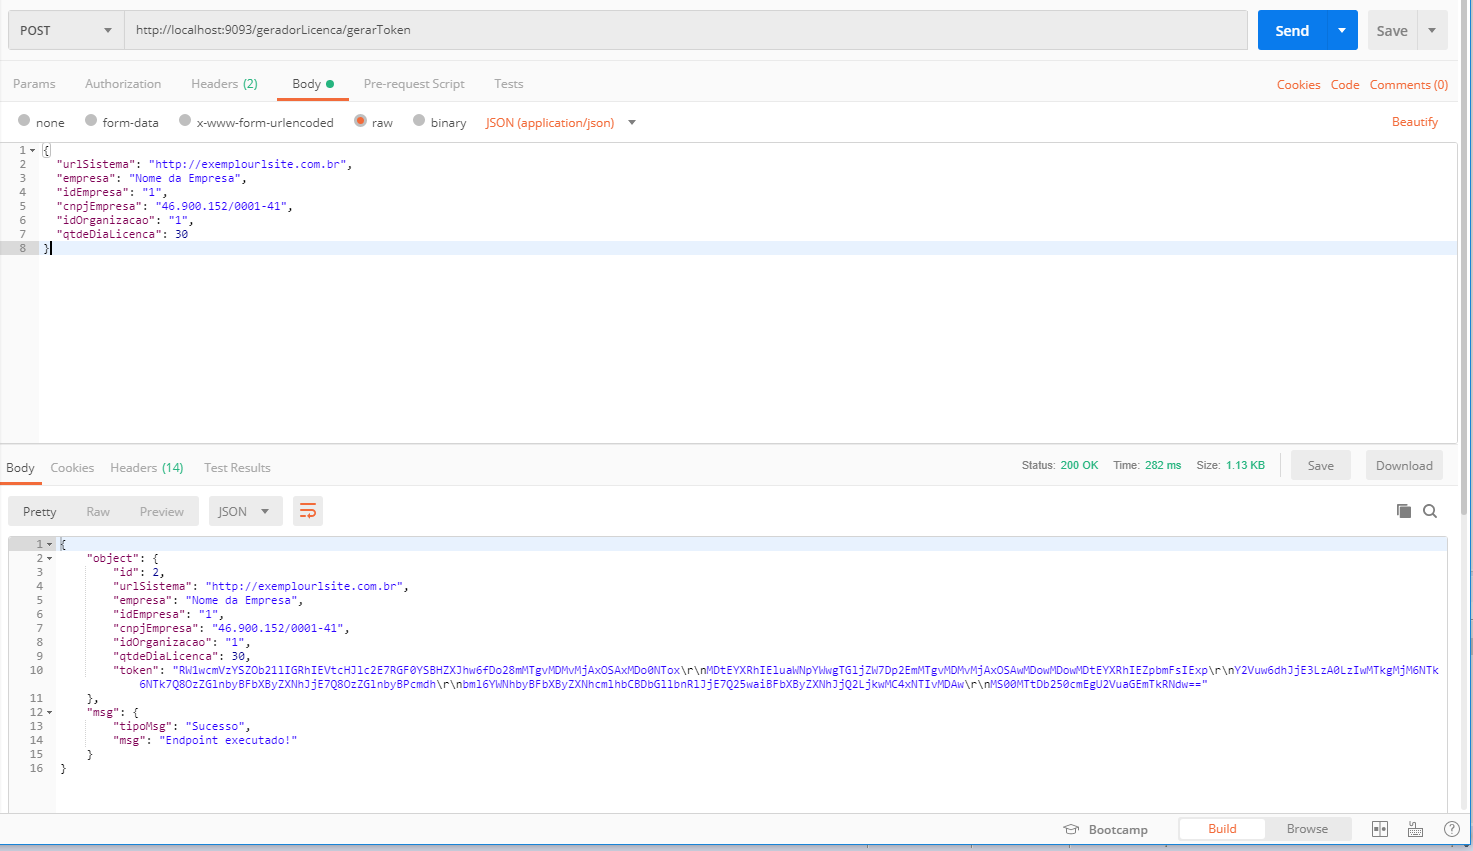 POST http://localhost:9093/geradorLicenca/gerarToken Send Save
Params Authorization Headers (2) Body Pre-request Script Tests Cookies Code Comments (0)
none form-data x-www-form-urlencoded raw binary JSON (application/json) Beautify
1 {
2 "urlSistema": "http://exemplourlsite.com.br",
3 "empresa": "Nome da Empresa",
4 "idEmpresa": "1",
5 "cnpjEmpresa": "46.900.152/0001-41",
6 "idOrganizacao": "1",
7 "qtdeDiaLicenca": 30
8 }
Body Cookies Headers (14) Test Results Status: 200 OK Time: 282 ms Size: 1.13 KB Save Download
Pretty Raw Preview JSON
1 {
2 "object": {
3 "id": 2,
4 "urlSistema": "http://exemplourlsite.com.br",
5 "empresa": "Nome da Empresa",
6 "idEmpresa": "1",
7 "cnpjEmpresa": "46.900.152/0001-41",
8 "idOrganizacao": "1",
9 "qtdeDiaLicenca": 30,
10 "token": "RW1wcmVzYSZOb21lIGRhIEVtcHJlc2E7RGF0YSBHZXJhw6fDo28mMTgvMDMvMjAxOSAxMDo0NTox\r\nMDtEYXRhIEluaWNpYWwgTGljZW7Dp2EmMTgvMDMvMjAxOSAwMDowMDowMDtEYXRhIEZpbmFsIExp\r\nY2Vuw6dhJjE3LzA0LzIwMTkgMjM6NTk
6NTk7Q8OzZGlnbyBFbXByZXNhJjE7Q8OzZGlnbyBPcmdh\r\nbml6YWNhbyBFbXByZXNhcmlhbCBDbGllbnRlJjE7Q25waiBFbXByZXNhJjQ2LjkwMC4xNTIvMDAw\r\nMS00MTtDb250cmEgU2VuaGEmTkRNdw=="
11 },
12 "msg": {
13 "tipoMsg": "Sucesso",
14 "msg": "Endpoint executado!"
15 }
16 }
Bootcamp Build Browse